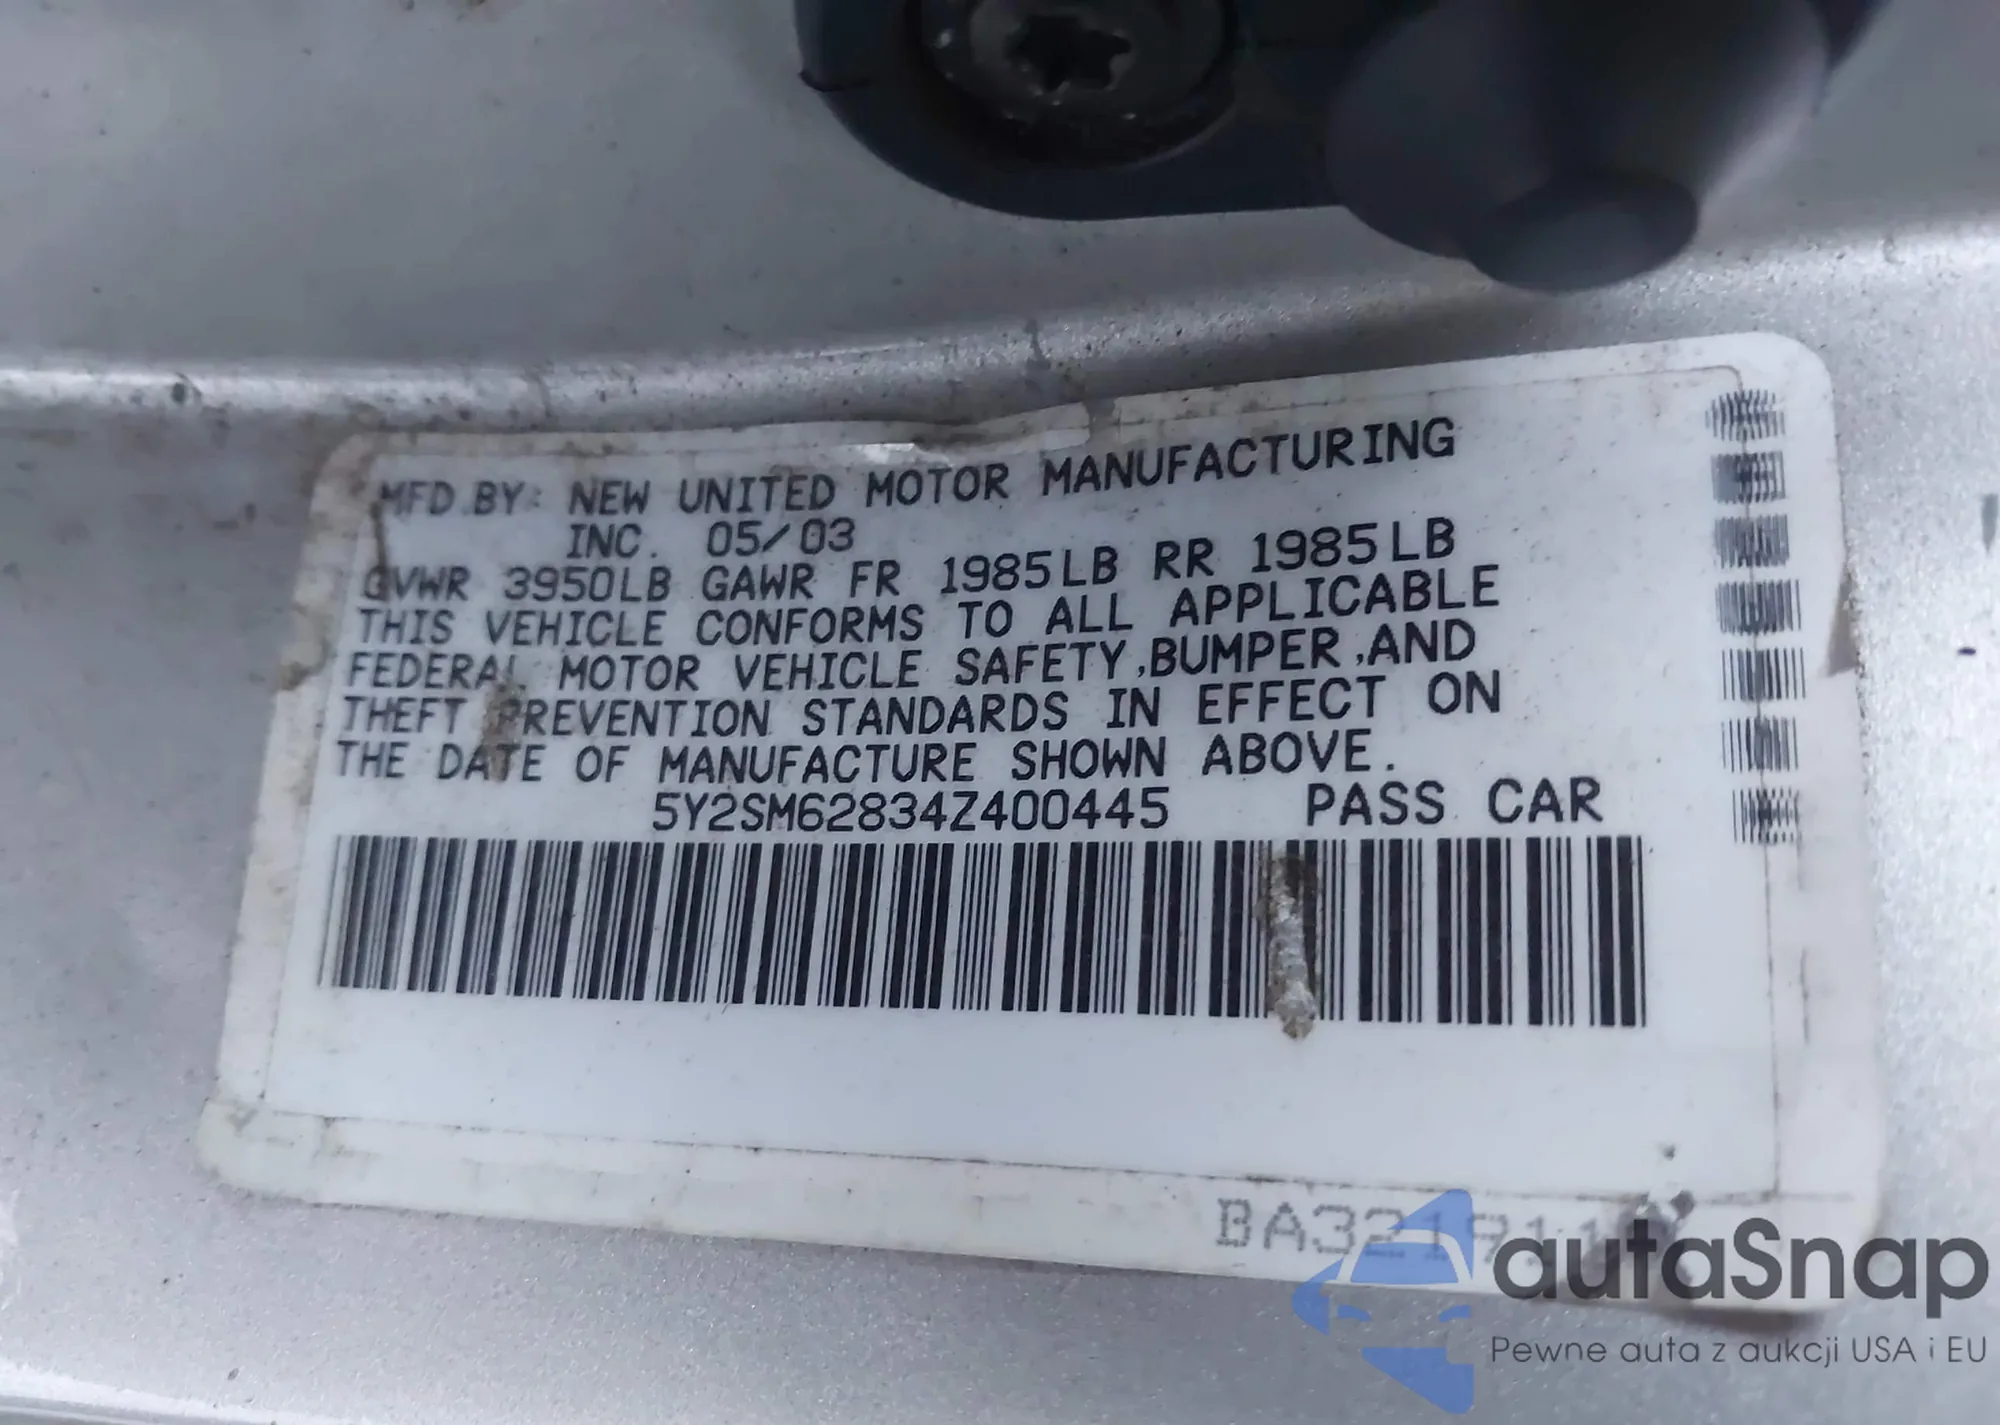 MFD.BY: NEW UNITED MOTOR MANUFACTURING
INC. 05/03
GVWR 3950LB GAWR FR 1985LB RR 1985LB
THIS VEHICLE CONFORMS TO ALL APPLICABLE
FEDERAL MOTOR VEHICLE SAFETY,BUMPER,AND
THEFT PREVENTION STANDARDS IN EFFECT ON
THE DATE OF MANUFACTURE SHOWN ABOVE.
5Y2SM62834Z400445 PASS CAR
autaSnap
Pewne auta z aukcji USA i EU